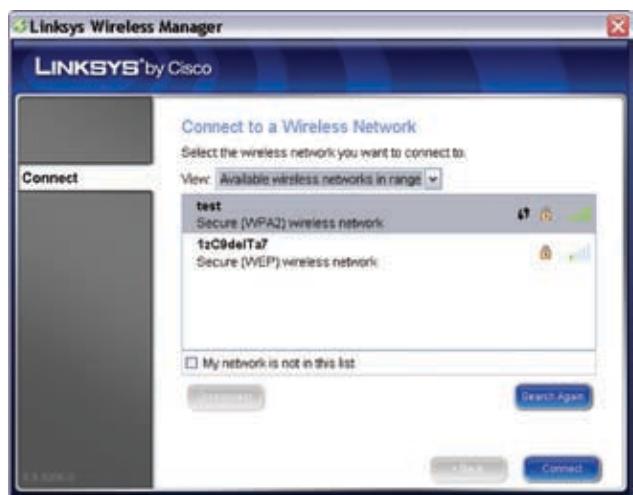 Linksys Wireless Manager
LINKSYS® by Cisco
Connect to a Wireless Network
Select the wireless network you want to connect to.
Connect
View: Available wireless networks in range
test
Secure (WPA2) wireless network
1zC9delTa7
Secure (WEP) wireless network
My network is not in this list
Search Again
Connect